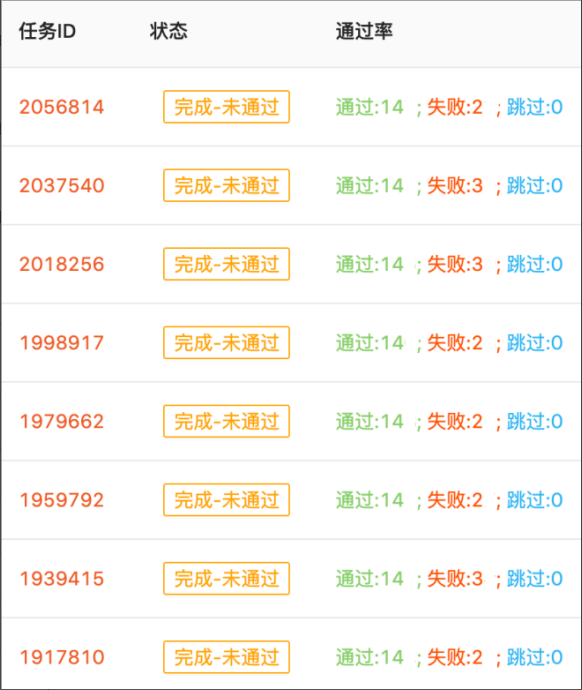 任务ID 状态 通过率
2056814 完成-未通过 通过:14 ; 失败:2 ; 跳过:0
2037540 完成-未通过 通过:14 ; 失败:3 ; 跳过:0
2018256 完成-未通过 通过:14 ; 失败:3 ; 跳过:0
1998917 完成-未通过 通过:14 ; 失败:2 ; 跳过:0
1979662 完成-未通过 通过:14 ; 失败:2 ; 跳过:0
1959792 完成-未通过 通过:14 ; 失败:2 ; 跳过:0
1939415 完成-未通过 通过:14 ; 失败:3 ; 跳过:0
1917810 完成-未通过 通过:14 ; 失败:2 ; 跳过:0